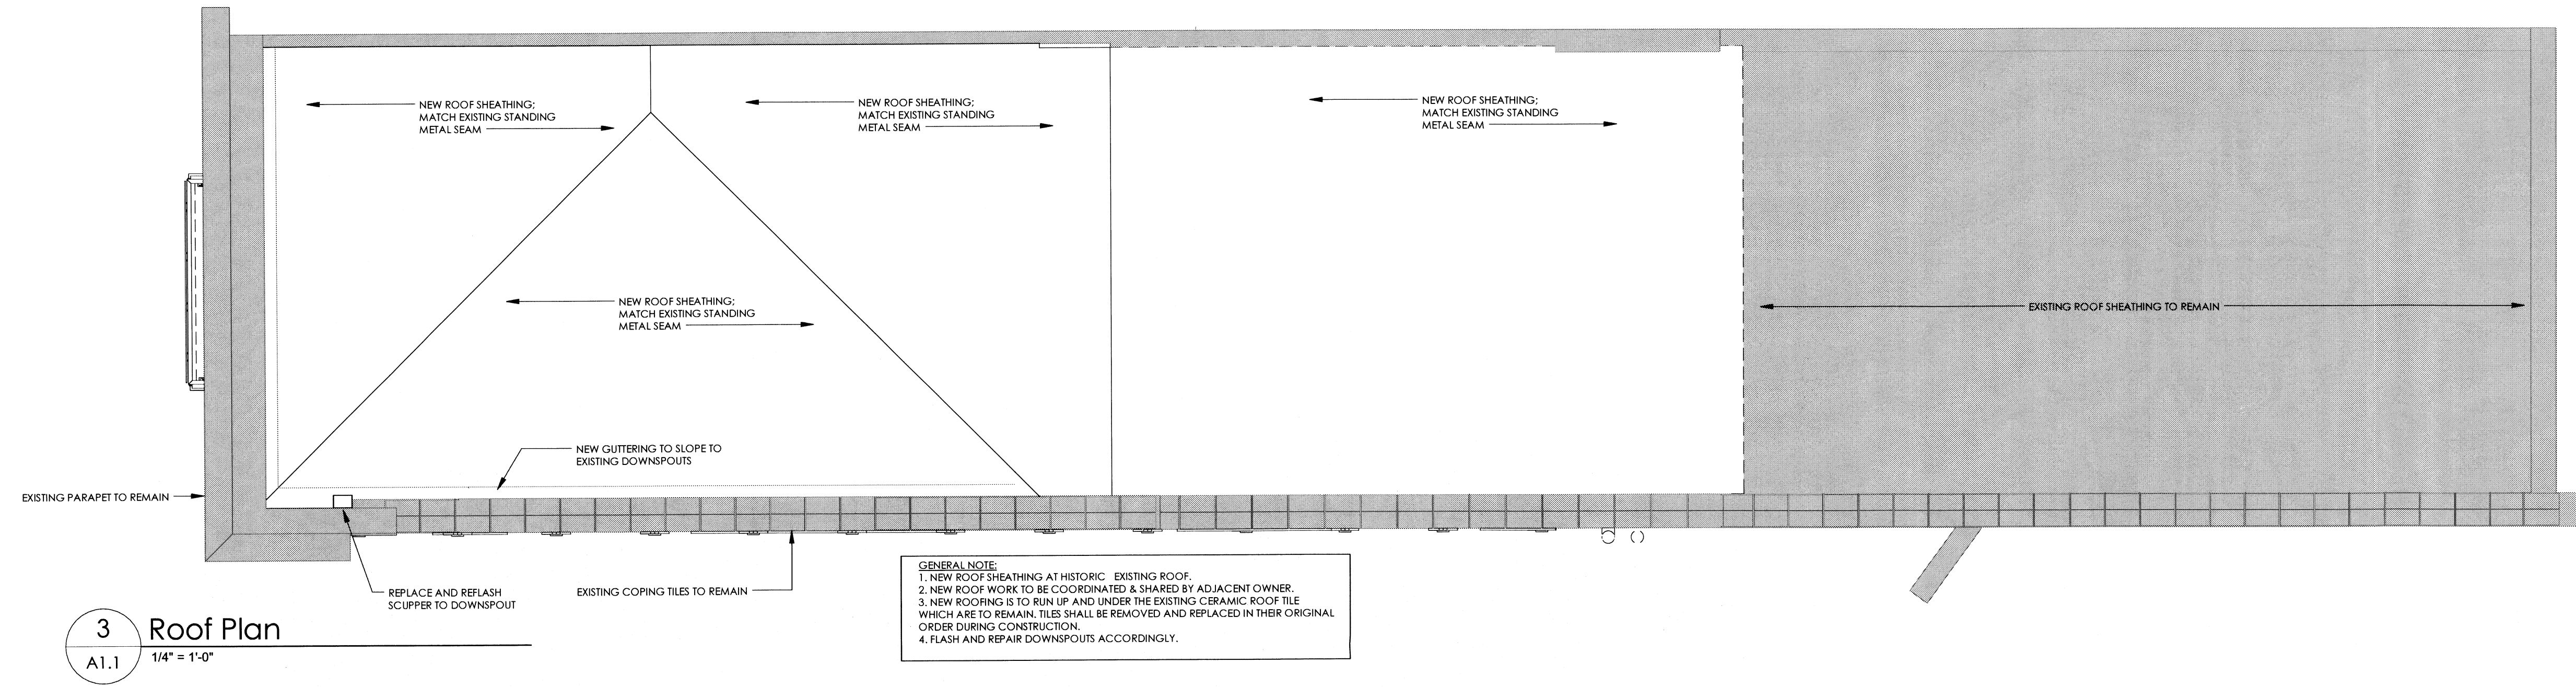 NEW ROOF SHEATHING;
MATCH EXISTING STANDING
METAL SEAM
NEW ROOF SHEATHING;
MATCH EXISTING STANDING
METAL SEAM
NEW ROOF SHEATHING;
MATCH EXISTING STANDING
METAL SEAM
NEW ROOF SHEATHING;
MATCH EXISTING STANDING
METAL SEAM
EXISTING ROOF SHEATHING TO REMAIN
NEW GUTTERING TO SLOPE TO
EXISTING DOWNSPOUTS
EXISTING PARAPET TO REMAIN
REPLACE AND REFLASH
SCUPPER TO DOWNSPOUT
EXISTING COPING TILES TO REMAIN
GENERAL NOTE:
1. NEW ROOF SHEATHING AT HISTORIC EXISTING ROOF.
2. NEW ROOF WORK TO BE COORDINATED & SHARED BY ADJACENT OWNER.
3. NEW ROOFING IS TO RUN UP AND UNDER THE EXISTING CERAMIC ROOF TILE
WHICH ARE TO REMAIN. TILES SHALL BE REMOVED AND REPLACED IN THEIR ORIGINAL
ORDER DURING CONSTRUCTION.
4. FLASH AND REPAIR DOWNSPOUTS ACCORDINGLY.
3
A1.1
Roof Plan
1/4" = 1'-0"